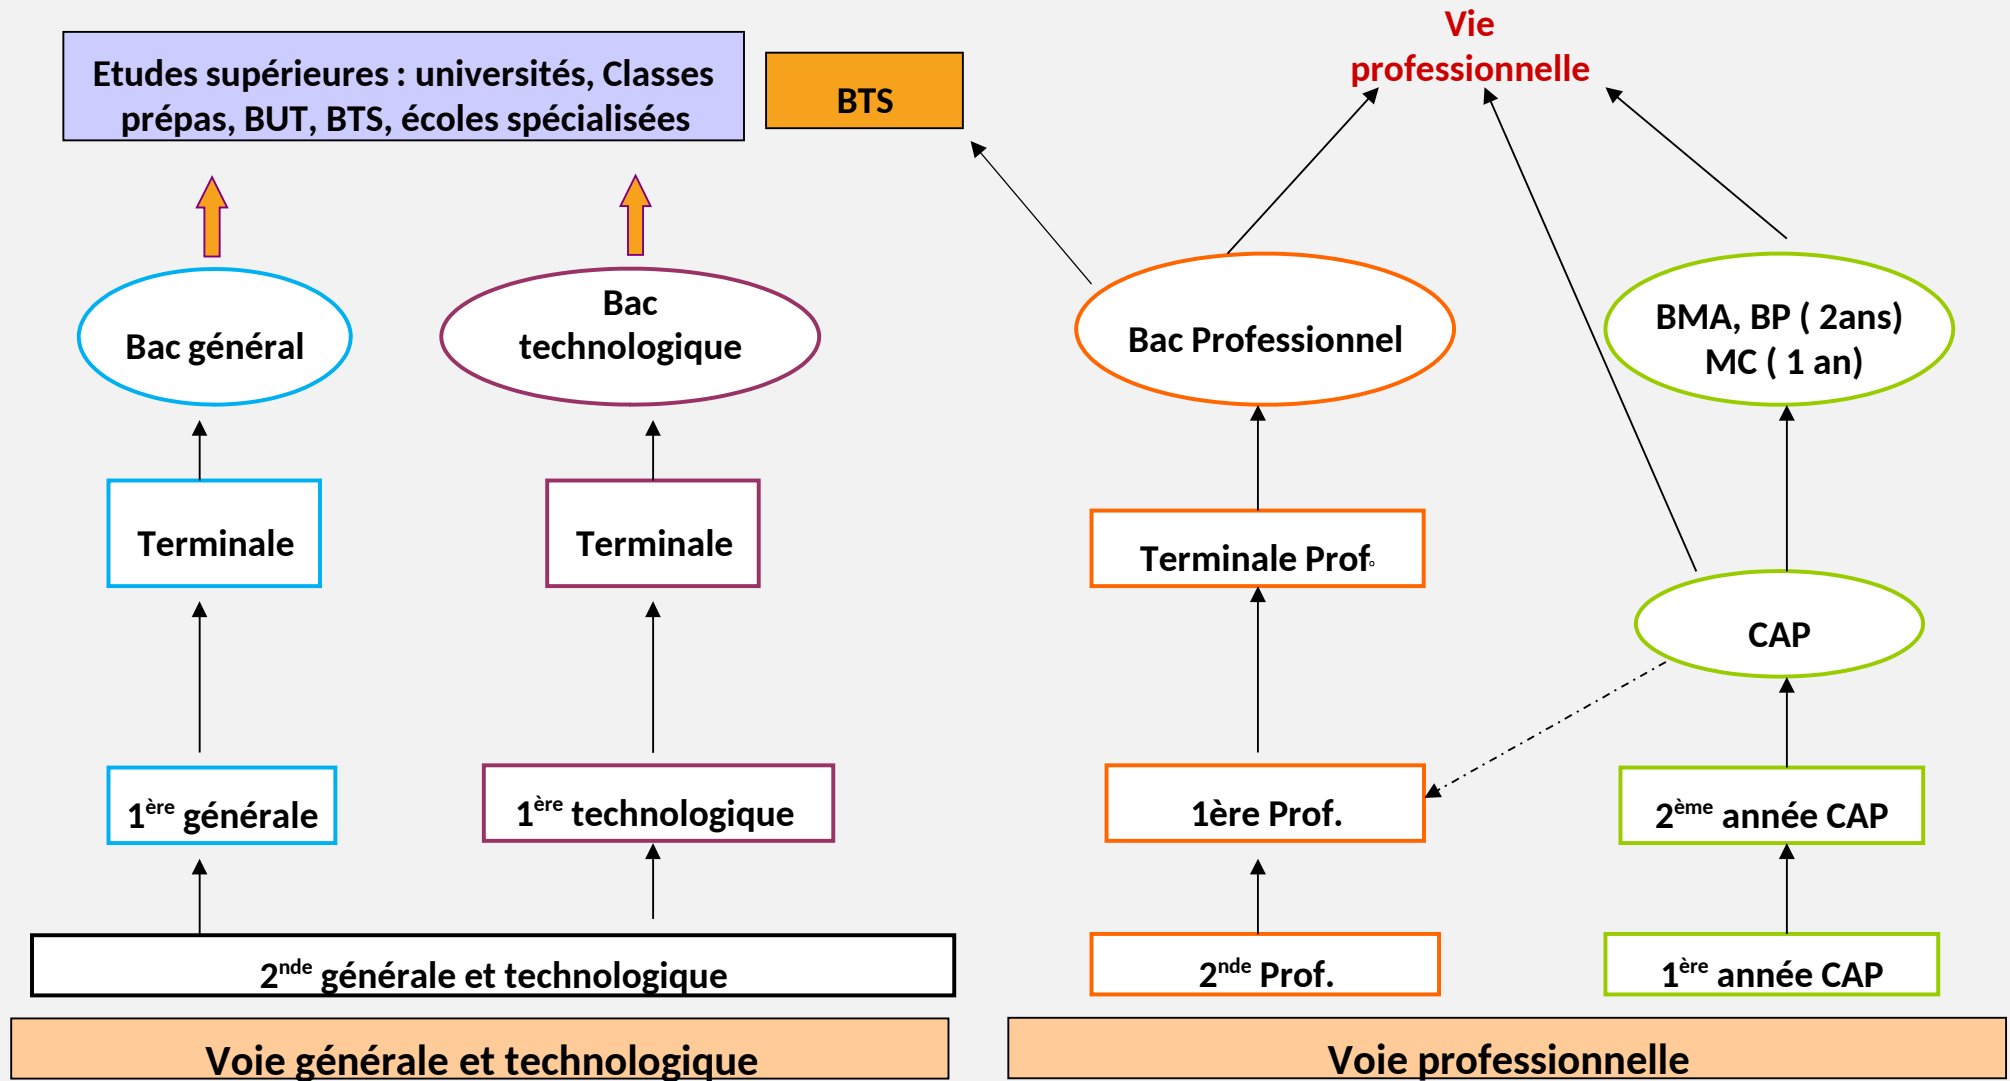 Vie
professionnelle
Etudes supérieures : universités, Classes
prépas, BUT, BTS, écoles spécialisées
BTS
Bac général
Bac
technologique
Bac Professionnel
BMA, BP ( 2ans)
MC ( 1 an)
Terminale
Terminale
Terminale Prof.
CAP
1ère générale
1ère technologique
1ère Prof.
2ème année CAP
2nde générale et technologique
2nde Prof.
1ère année CAP
Voie générale et technologique
Voie professionnelle